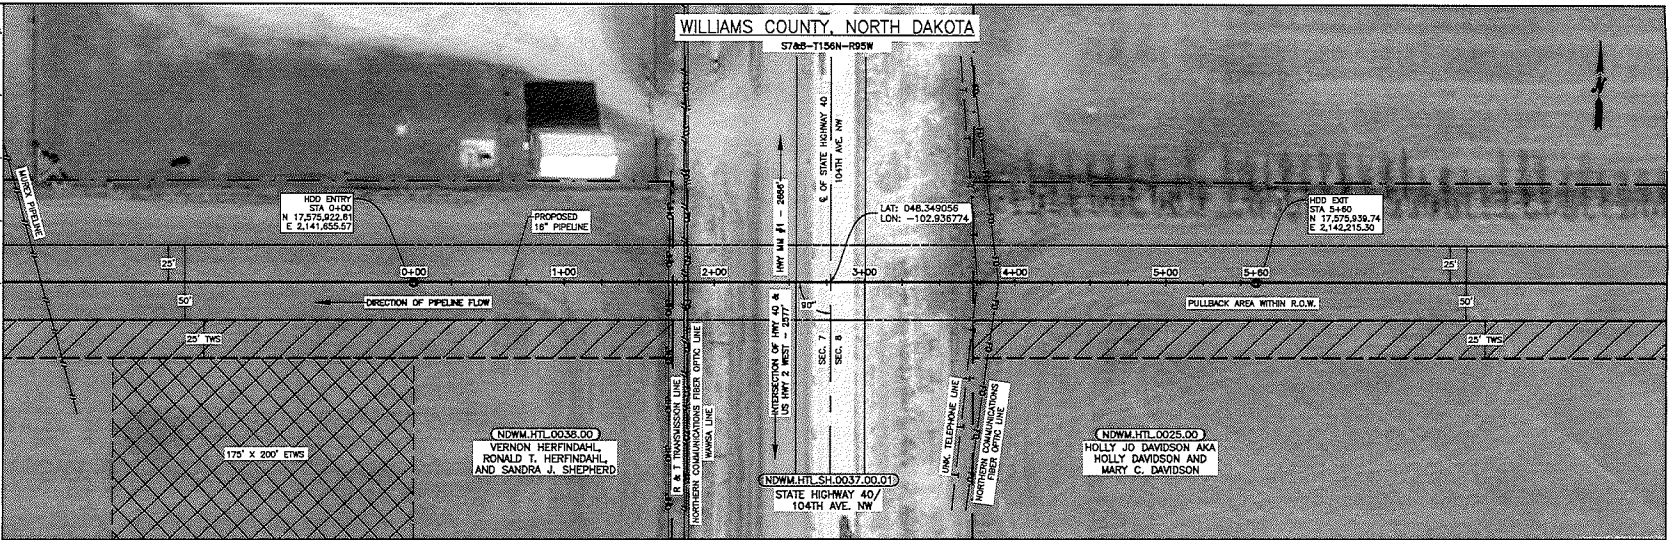 WILLIAMS COUNTY, NORTH DAKOTA
S7&8-T156N-R95W
N
MUREX PIPELINE
HDD ENTRY
STA 0+00
N 17,575,922.81
E 2,141,655.57
PROPOSED
16" PIPELINE
HWY MM #1 - 2686'
℄ OF STATE HIGHWAY 40
104TH AVE. NW
LAT: 048.349056
LON: -102.936774
HDD EXIT
STA 5+60
N 17,575,939.74
E 2,142,215.30
25'
0+00
1+00
2+00
3+00
4+00
5+00
5+60
25'
50'
DIRECTION OF PIPELINE FLOW
90°
PULLBACK AREA WITHIN R.O.W.
50'
25' TWS
25' TWS
INTERSECTION OF HWY 40 &
US HWY 2 WEST - 2577'
SEC. 7
SEC. 8
R & T TRANSMISSION LINE
NORTHERN COMMUNICATIONS FIBER OPTIC LINE
WAWSA LINE
UNK. TELEPHONE LINE
NORTHERN COMMUNICATIONS
FIBER OPTIC LINE
175' X 200' ETWS
NDWM.HTL.0038.00
VERNON HERFINDAHL,
RONALD T. HERFINDAHL,
AND SANDRA J. SHEPHERD
NDWM.HTL.SH.0037.00.01
STATE HIGHWAY 40/
104TH AVE. NW
NDWM.HTL.0025.00
HOLLY JO DAVIDSON AKA
HOLLY DAVIDSON AND
MARY C. DAVIDSON